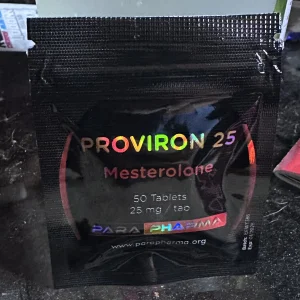 PROVIRON 25
Mesterolone
50 Tablets
25 mg / tab
PARA PHARMA
www.parapharma.org